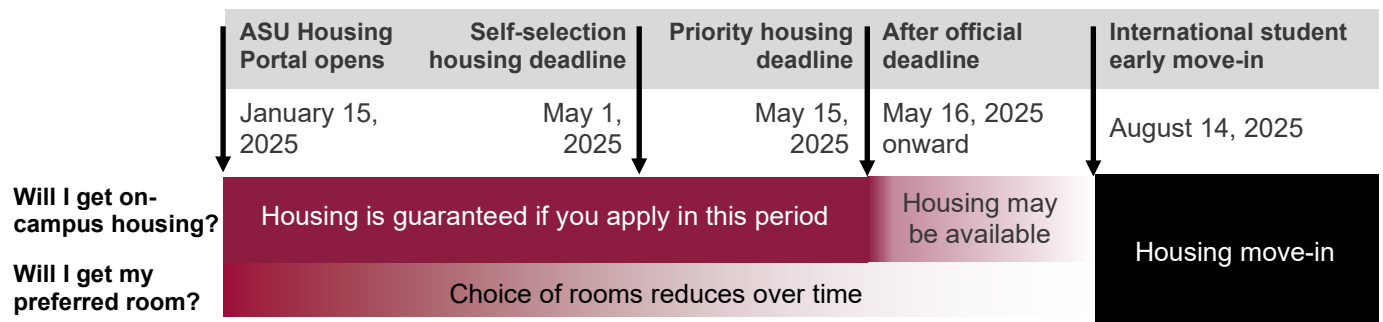 ASU Housing
Portal opens
Self-selection
housing deadline
Priority housing
deadline
After official
deadline
International student
early move-in
January 15,
2025
May 1,
2025
May 15,
2025
May 16, 2025
onward
August 14, 2025
Will I get on-
campus housing?
Housing is guaranteed if you apply in this period
Housing may
be available
Housing move-in
Will I get my
preferred room?
Choice of rooms reduces over time